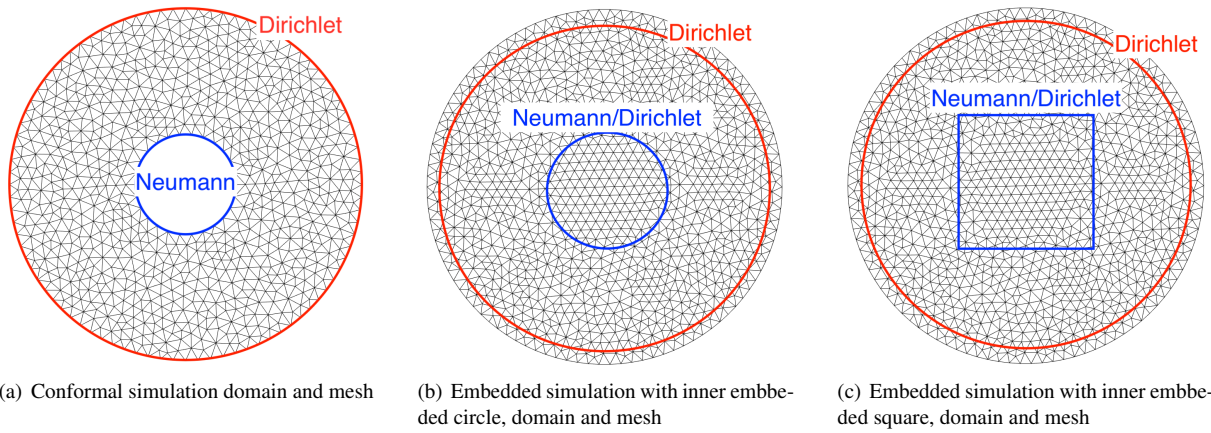 Dirichlet
Neumann
Dirichlet
Neumann/Dirichlet
Dirichlet
Neumann/Dirichlet
(a) Conformal simulation domain and mesh
(b) Embedded simulation with inner embbe-
ded circle, domain and mesh
(c) Embedded simulation with inner embbe-
ded square, domain and mesh